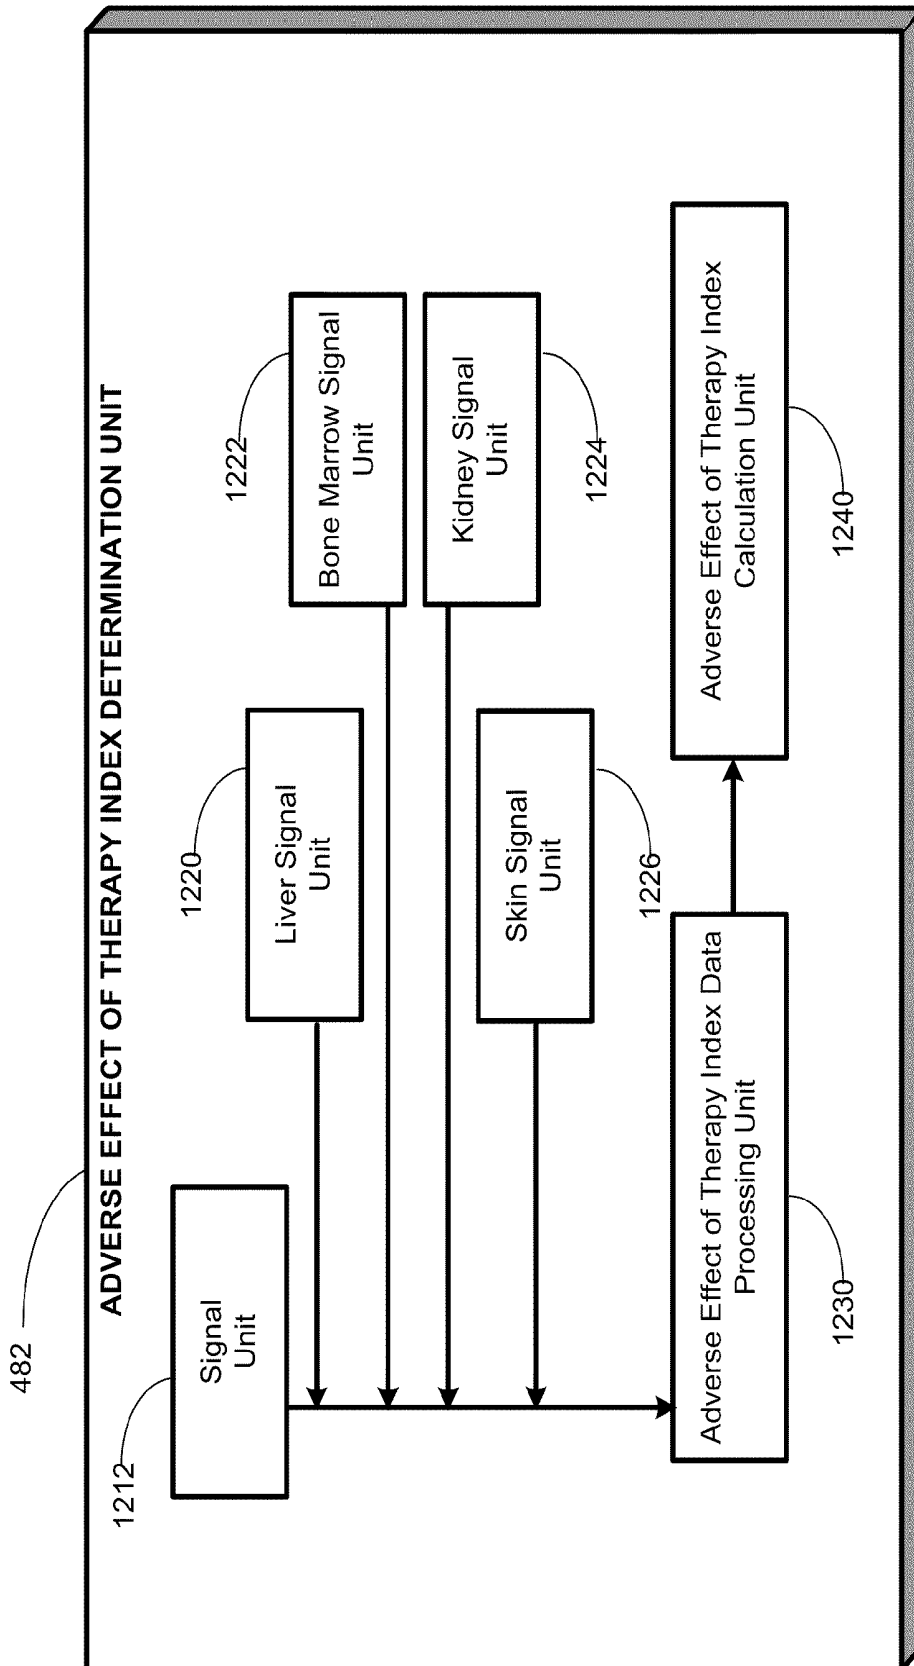 482
ADVERSE EFFECT OF THERAPY INDEX DETERMINATION UNIT
1212
Signal
Unit
1220
Liver Signal
Unit
1222
Bone Marrow Signal
Unit
Kidney Signal
Unit
1224
Skin Signal
Unit
1226
Adverse Effect of Therapy Index Data
Processing Unit
1230
Adverse Effect of Therapy Index
Calculation Unit
1240